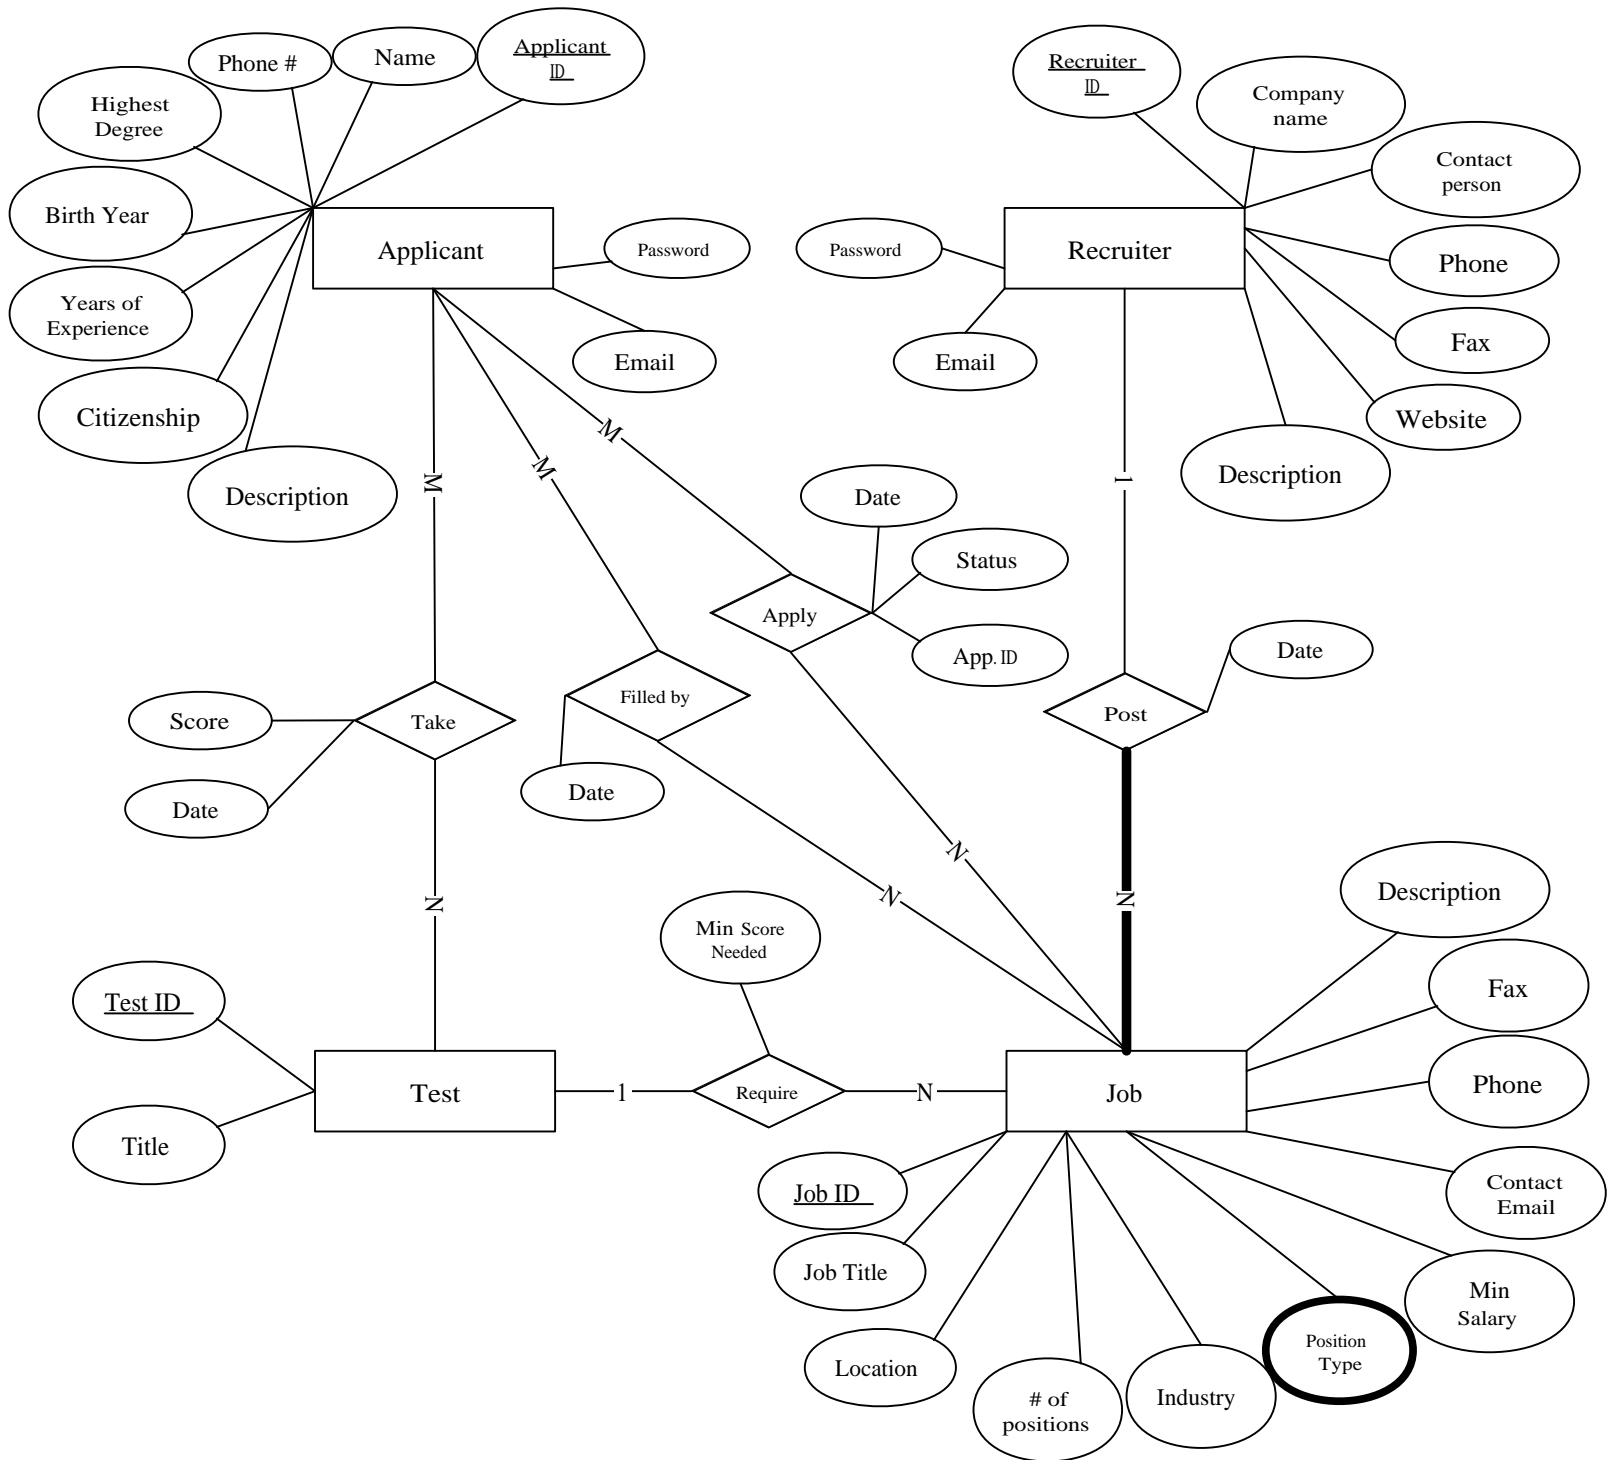 Phone #
Name
Applicant
ID
Highest
Degree
Birth Year
Years of
Experience
Citizenship
Description
Applicant
Password
Email
Recruiter
ID
Company
name
Contact
person
Phone
Fax
Website
Description
Recruiter
Password
Email
M
M
M
1
Date
Status
App. ID
Apply
Filled by
Date
Take
Score
Date
Post
Date
N
N
N
N
Min Score
Needed
Test ID
Title
Test
1
Require
N
Job
Description
Fax
Phone
Contact
Email
Min
Salary
Position
Type
Industry
# of
positions
Location
Job Title
Job ID